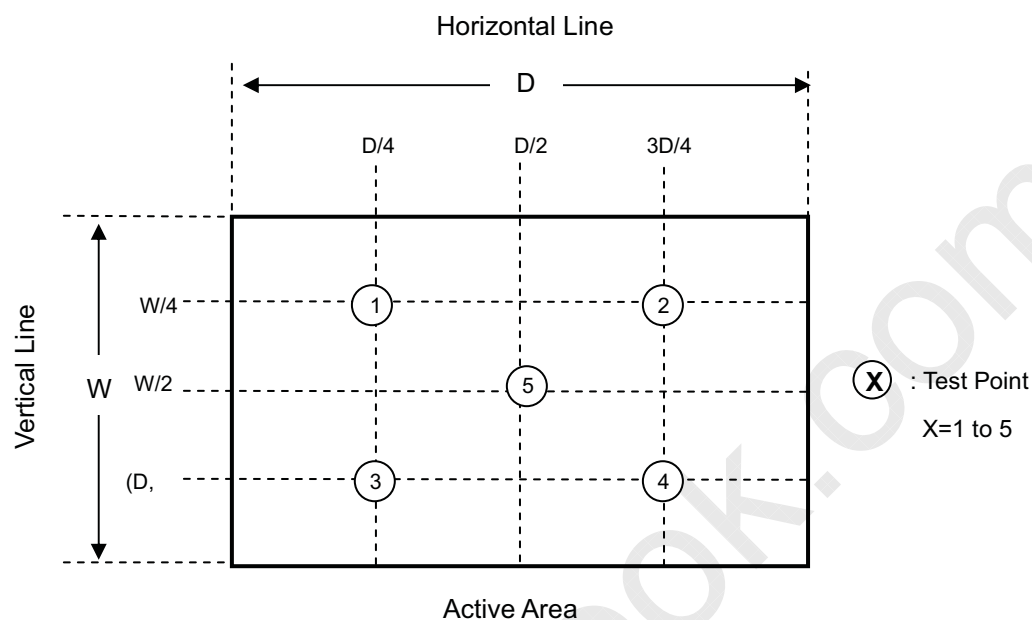 Horizontal Line
D
D/4 D/2 3D/4
W/4
1 2
Vertical Line
W
W/2
5
X : Test Point
X=1 to 5
(D,
3 4
Active Area